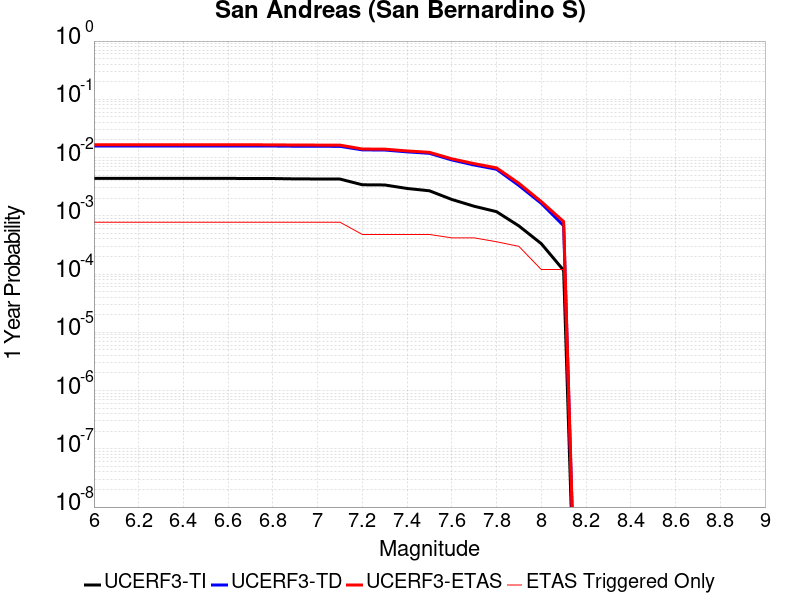 San Andreas (San Bernardino S)
10^0
10^-1
10^-2
10^-3
10^-4
10^-5
10^-6
10^-7
10^-8
1 Year Probability
6 6.2 6.4 6.6 6.8 7 7.2 7.4 7.6 7.8 8 8.2 8.4 8.6 8.8 9
Magnitude
UCERF3-TI UCERF3-TD UCERF3-ETAS ETAS Triggered Only